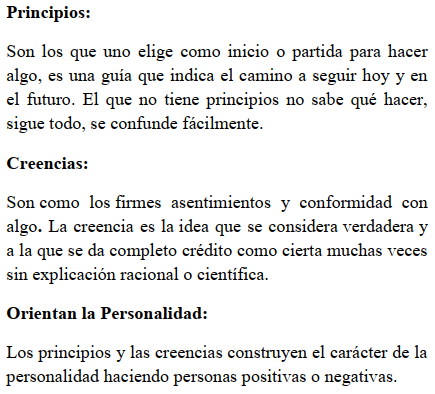 Principios:
Son los que uno elige como inicio o partida para hacer
algo, es una guía que indica el camino a seguir hoy y en
el futuro. El que no tiene principios no sabe qué hacer,
sigue todo, se confunde fácilmente.
Creencias:
Son como los firmes asentimientos y conformidad con
algo. La creencia es la idea que se considera verdadera y
a la que se da completo crédito como cierta muchas veces
sin explicación racional o científica.
Orientan la Personalidad:
Los principios y las creencias construyen el carácter de la
personalidad haciendo personas positivas o negativas.